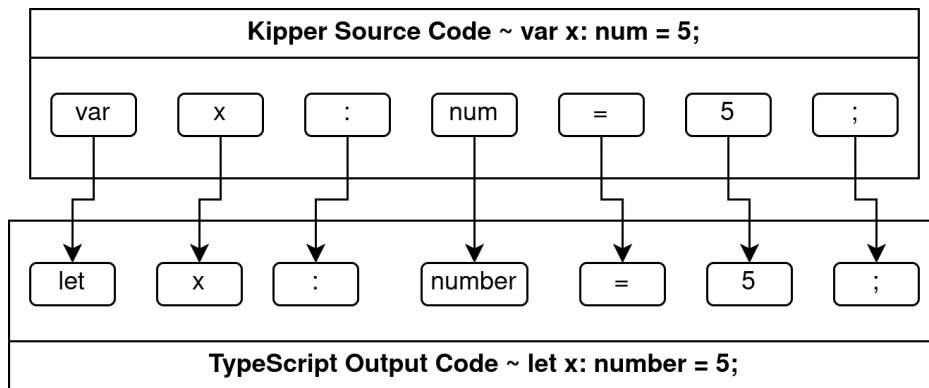 Kipper Source Code ~ var x: num = 5;
var x : num = 5 ;
let x : number = 5 ;
TypeScript Output Code ~ let x: number = 5;